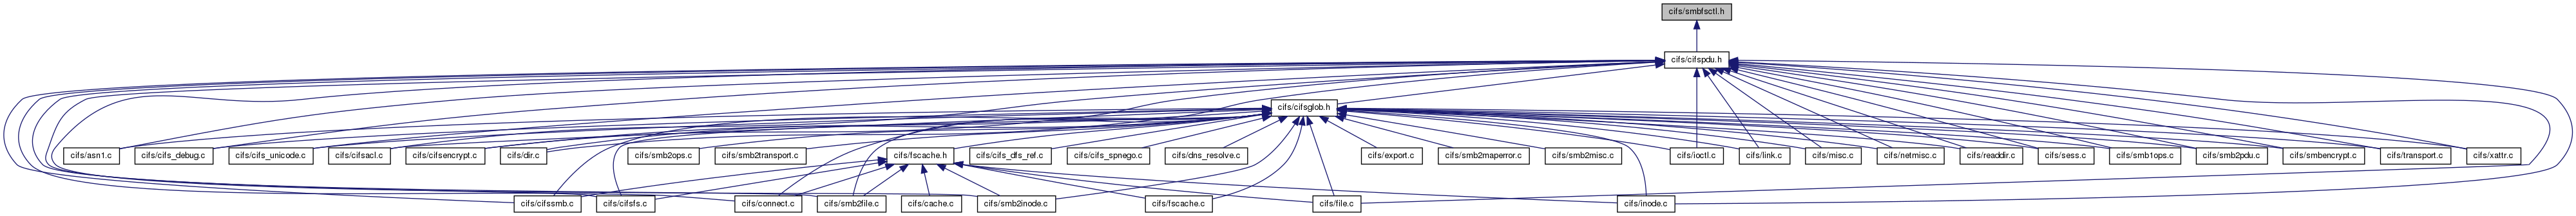 cifs/smbfsctl.h
cifs/cifspdu.h
cifs/cifsglob.h
cifs/asn1.c
cifs/cifs_debug.c
cifs/cifs_unicode.c
cifs/cifsacl.c
cifs/cifsencrypt.c
cifs/dir.c
cifs/smb2ops.c
cifs/smb2transport.c
cifs/fscache.h
cifs/cifs_dfs_ref.c
cifs/cifs_spnego.c
cifs/dns_resolve.c
cifs/export.c
cifs/smb2maperror.c
cifs/smb2misc.c
cifs/ioctl.c
cifs/link.c
cifs/misc.c
cifs/netmisc.c
cifs/readdir.c
cifs/sess.c
cifs/smb1ops.c
cifs/smb2pdu.c
cifs/smbencrypt.c
cifs/transport.c
cifs/xattr.c
cifs/cifssmb.c
cifs/cifsfs.c
cifs/connect.c
cifs/smb2file.c
cifs/cache.c
cifs/smb2inode.c
cifs/fscache.c
cifs/file.c
cifs/inode.c